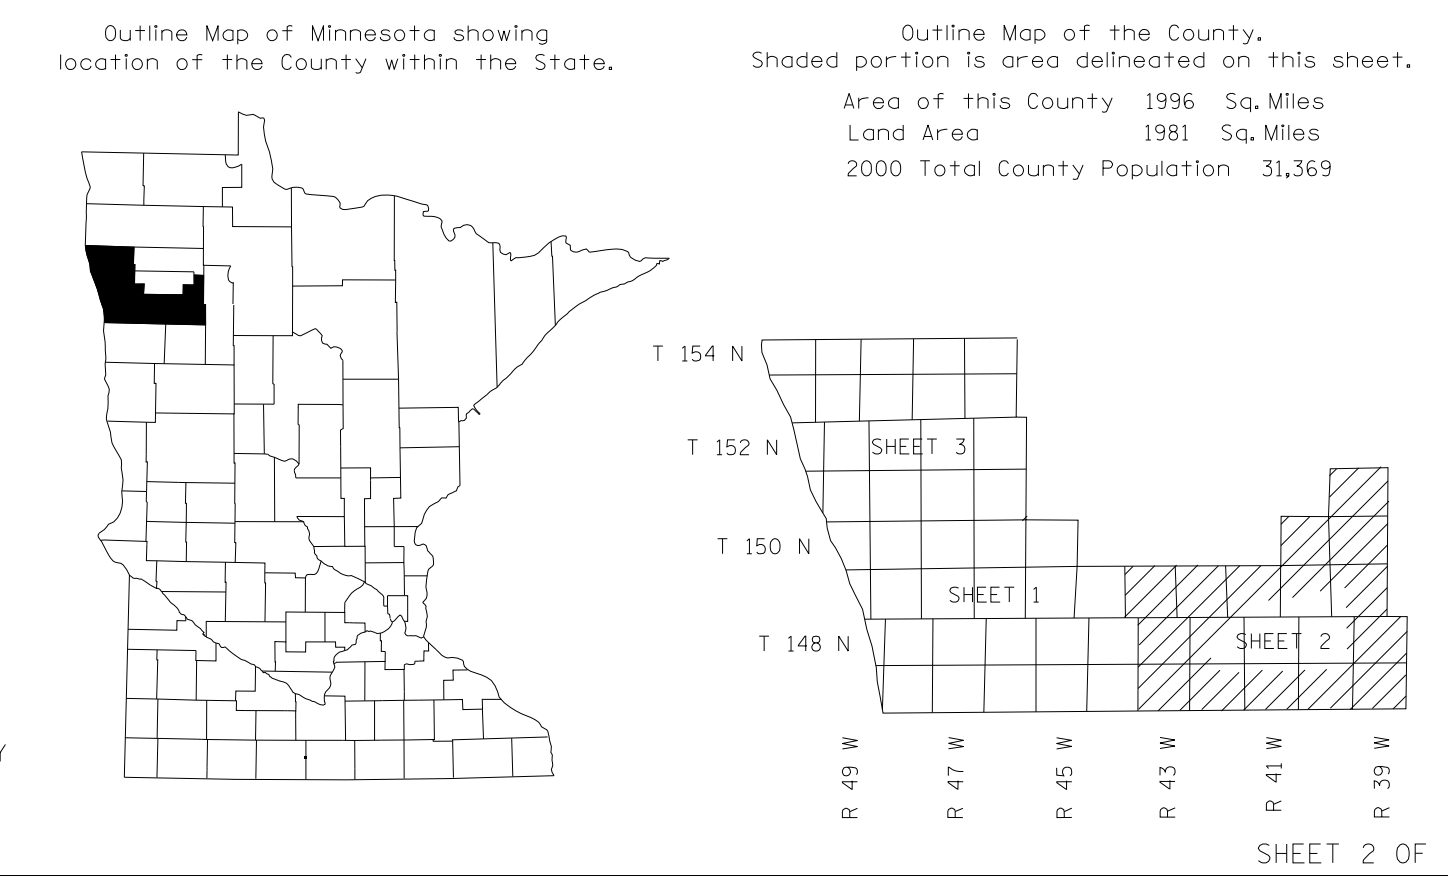 Outline Map of Minnesota showing
location of the County within the State.
Outline Map of the County.
Shaded portion is area delineated on this sheet.
Area of this County 1996 Sq. Miles
Land Area 1981 Sq. Miles
2000 Total County Population 31,369
T 154 N
T 152 N
SHEET 3
T 150 N
SHEET 1
T 148 N
SHEET 2
R 49 W
R 47 W
R 45 W
R 43 W
R 41 W
R 39 W
Y
SHEET 2 OF